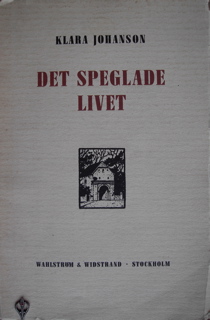 KLARA JOHANSON
DET SPEGLADE
LIVET
WAHLSTRÖM & WIDSTRAND · STOCKHOLM